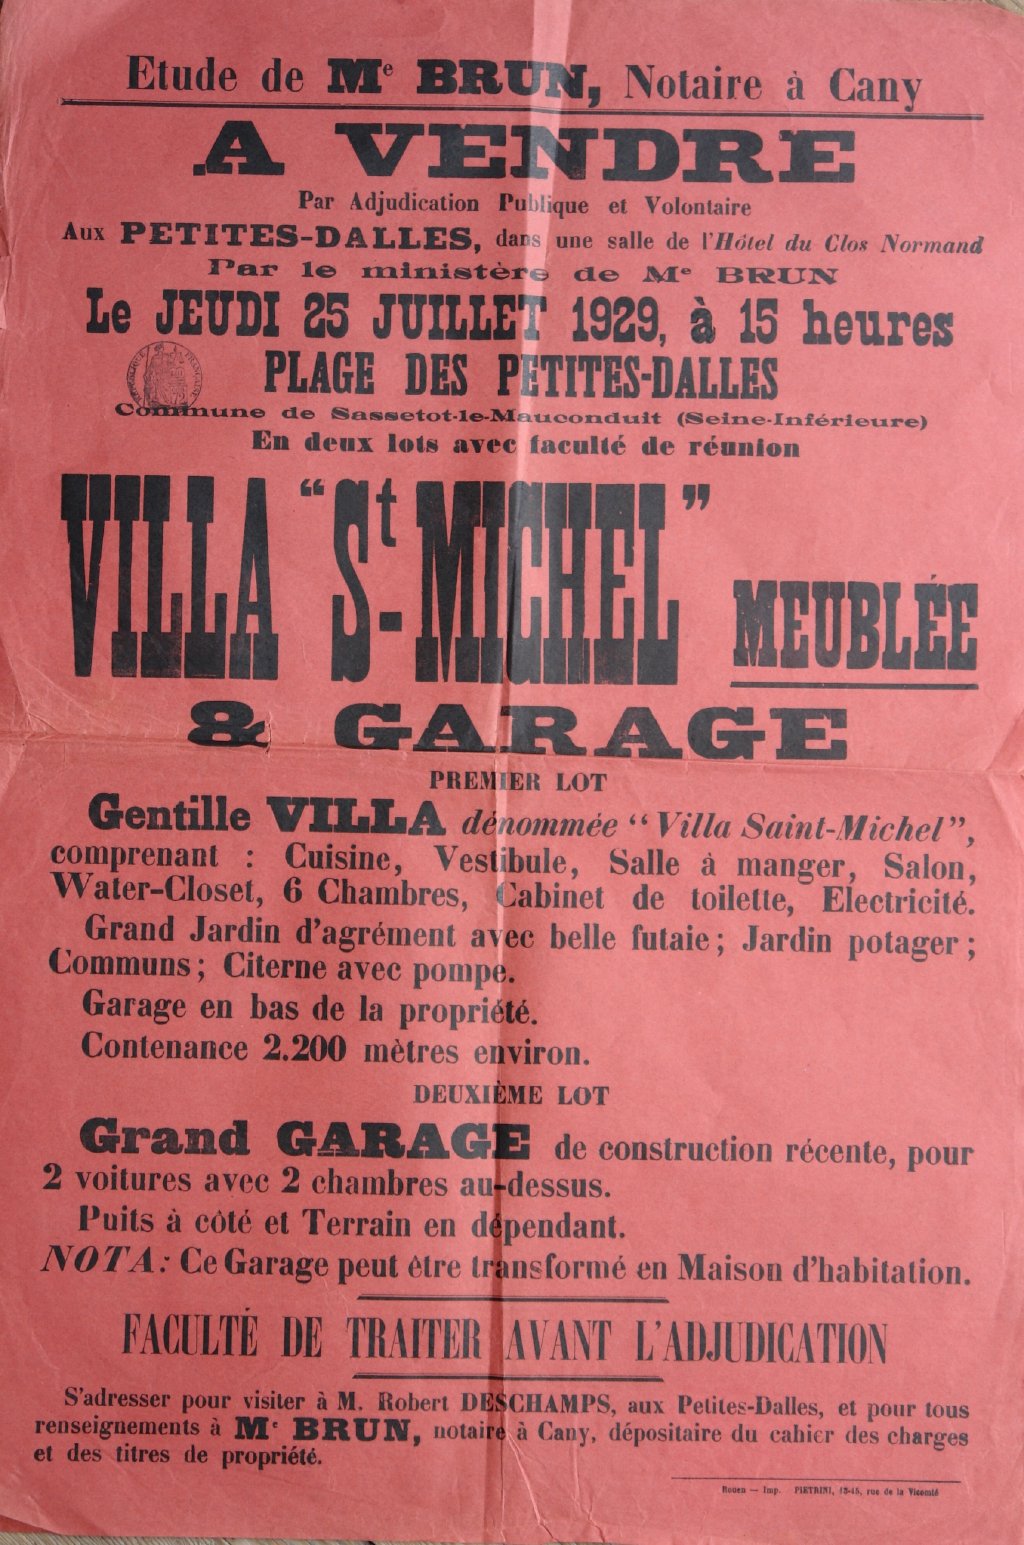 Etude de Me BRUN, Notaire à Cany
A VENDRE
Par Adjudication Publique et Volontaire
Aux PETITES-DALLES, dans une salle de l'Hôtel du Clos Normand
Par le ministère de Me BRUN
Le JEUDI 25 JUILLET 1929, à 15 heures
PLAGE DES PETITES-DALLES
Commune de Sassetot-le-Mauconduit (Seine-Inférieure)
En deux lots avec faculté de réunion
VILLA "St-MICHEL" MEUBLÉE
& GARAGE
PREMIER LOT
Gentille VILLA dénommée "Villa Saint-Michel",
comprenant : Cuisine, Vestibule, Salle à manger, Salon,
Water-Closet, 6 Chambres, Cabinet de toilette, Electricité.
Grand Jardin d'agrément avec belle futaie; Jardin potager;
Communs; Citerne avec pompe.
Garage en bas de la propriété.
Contenance 2.200 mètres environ.
DEUXIÈME LOT
Grand GARAGE de construction récente, pour
2 voitures avec 2 chambres au-dessus.
Puits à côté et Terrain en dépendant.
NOTA: Ce Garage peut être transformé en Maison d'habitation.
FACULTÉ DE TRAITER AVANT L'ADJUDICATION
S'adresser pour visiter à M. Robert DESCHAMPS, aux Petites-Dalles, et pour tous
renseignements à Me BRUN, notaire à Cany, dépositaire du cahier des charges
et des titres de propriété.
Rouen — Imp. PIETRINI, 13-15, rue de la Vicomté